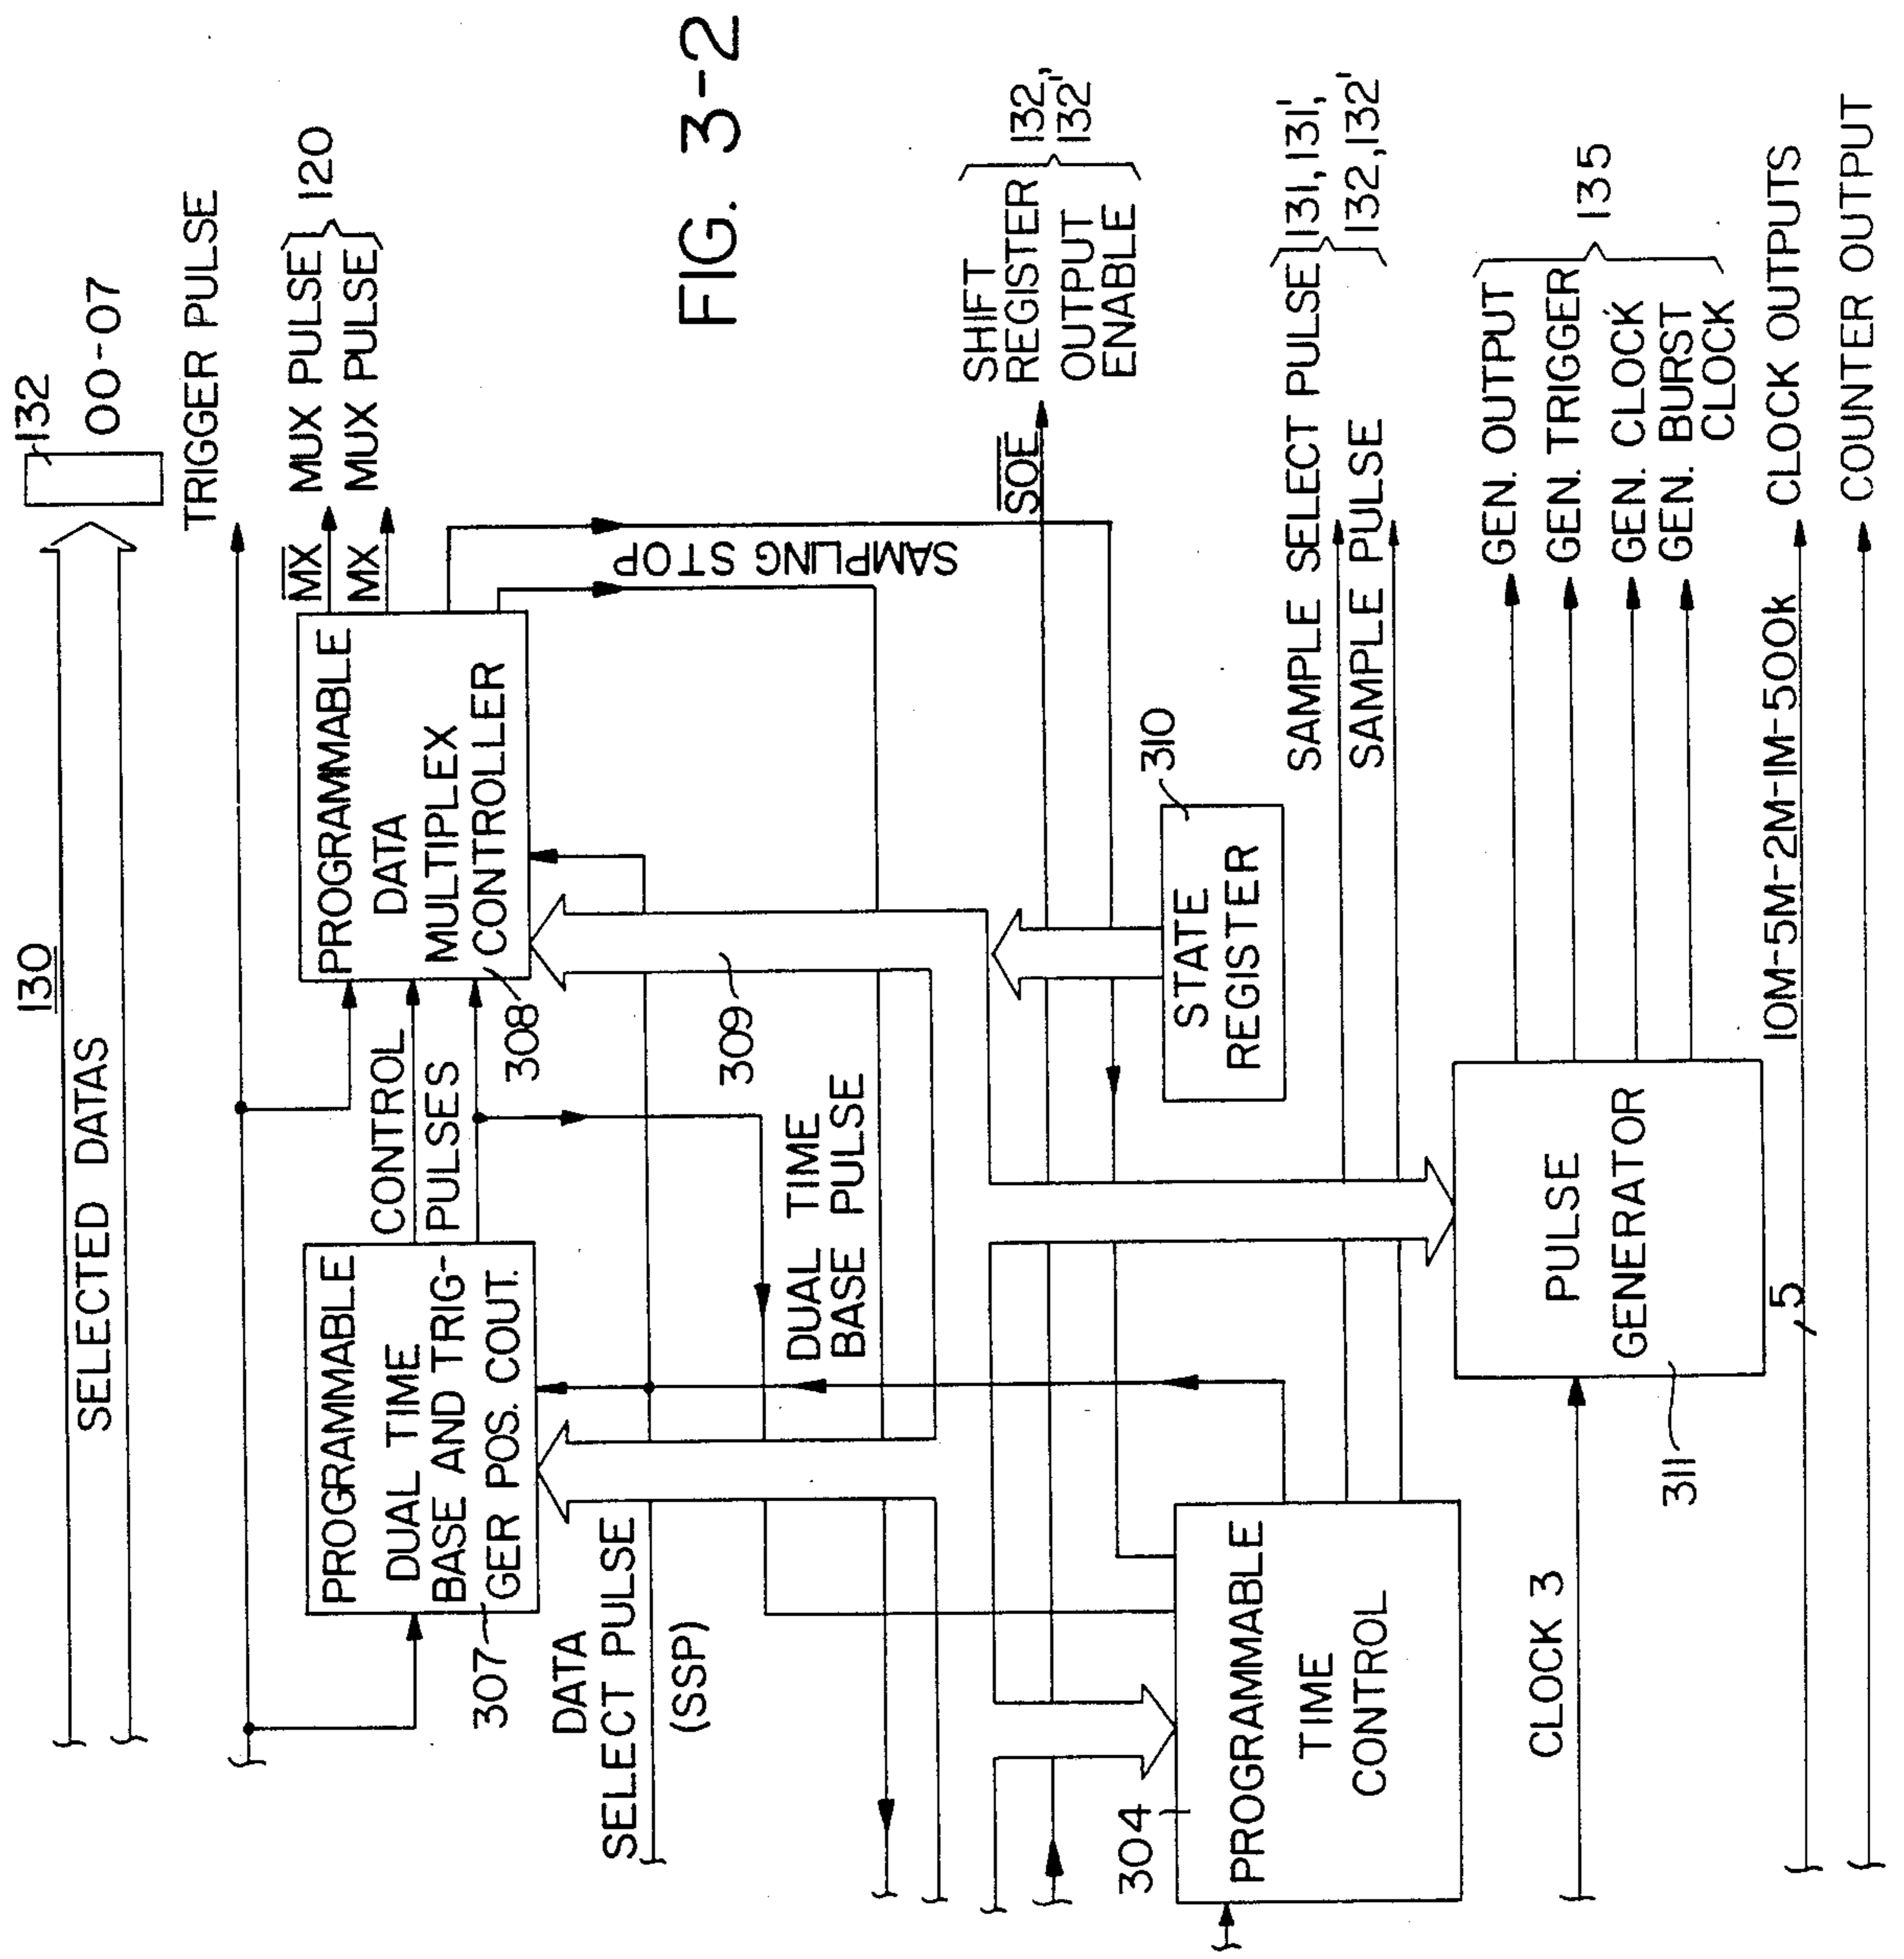 130
SELECTED DATAS
132
00-07
TRIGGER PULSE
MX
MUX PULSE
MX
MUX PULSE
120
FIG. 3-2
PROGRAMMABLE
DUAL TIME
BASE AND TRIG-
GER POS. COUT.
307
CONTROL
PULSES
PROGRAMMABLE
DATA
MULTIPLEX
CONTROLLER
308
309
SAMPLING STOP
DATA
SELECT PULSE
(SSP)
DUAL TIME
BASE PULSE
SOE
SHIFT
REGISTER
OUTPUT
ENABLE
132,
132'
STATE
REGISTER
310
SAMPLE SELECT PULSE
SAMPLE PULSE
131,131',
132,132'
304
PROGRAMMABLE
TIME
CONTROL
CLOCK 3
PULSE
GENERATOR
311
GEN. OUTPUT
GEN. TRIGGER
GEN. CLOCK
GEN. BURST
CLOCK
135
5
10M-5M-2M-1M-500k
CLOCK OUTPUTS
COUNTER OUTPUT